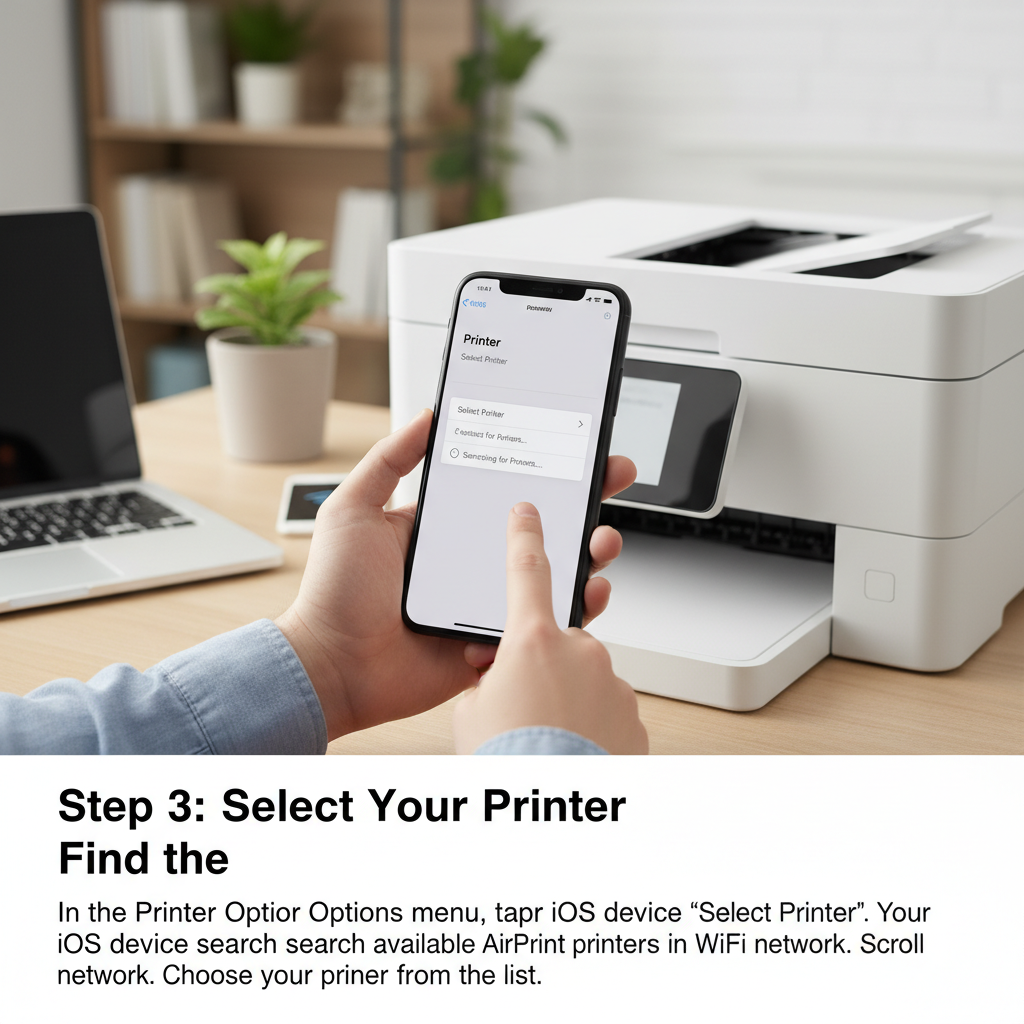 Printer
Select Printer
Step 3: Select Your Printer
Find the
In the Printer Optior Options menu, tapr iOS device “Select Printer”. Your
iOS device search search available AirPrint printers in WiFi network. Scroll
network. Choose your priner from the list.